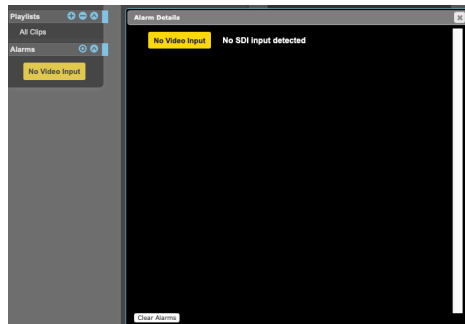 Playlists
All Clips
Alarms
No Video Input
Alarm Details
No Video Input No SDI input detected
Clear Alarms